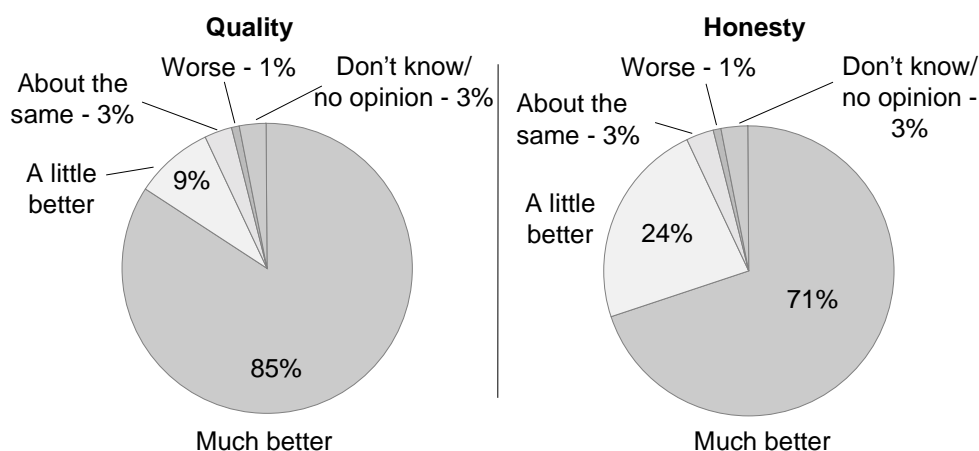 Quality
Worse - 1%
Don't know/
no opinion - 3%
About the
same - 3%
A little
better
9%
85%
Much better
Honesty
Worse - 1%
Don't know/
no opinion -
3%
About the
same - 3%
A little
better
24%
71%
Much better